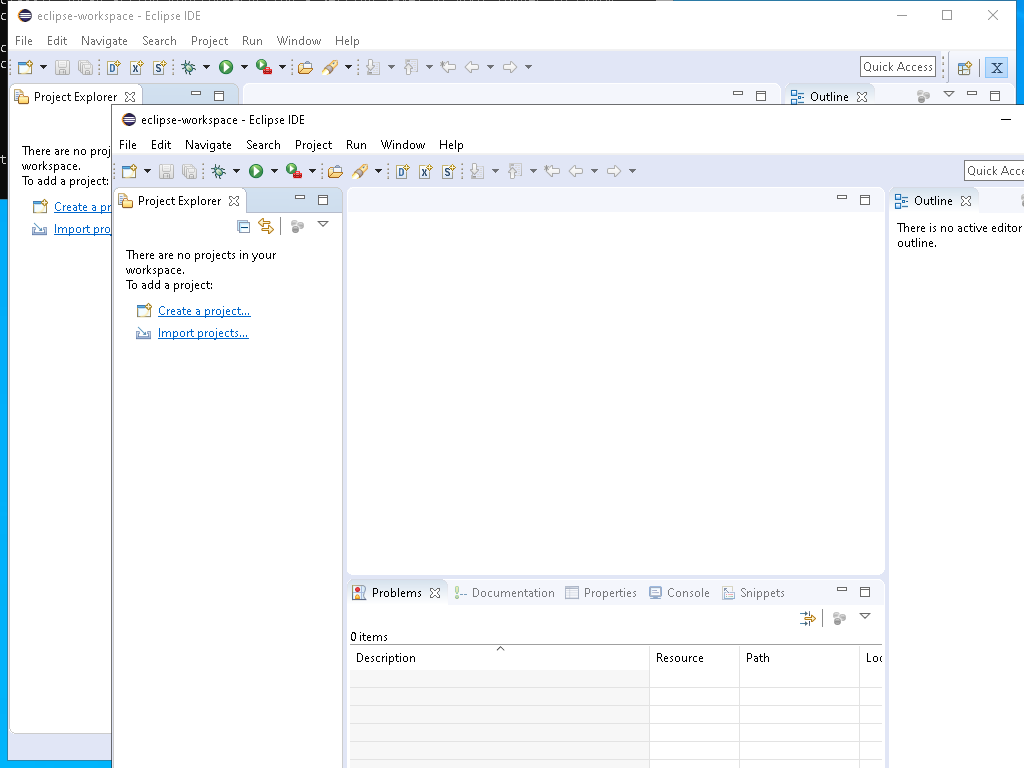 eclipse-workspace - Eclipse IDE
File Edit Navigate Search Project Run Window Help
Quick Access
Project Explorer
Outline
There are no proj
workspace.
To add a project:
Create a pr
Import pro
eclipse-workspace - Eclipse IDE
File Edit Navigate Search Project Run Window Help
Quick Acce
Project Explorer
Outline
There are no projects in your
workspace.
To add a project:
Create a project...
Import projects...
There is no active editor
outline.
Problems Documentation Properties Console Snippets
0 items
Description Resource Path Loc